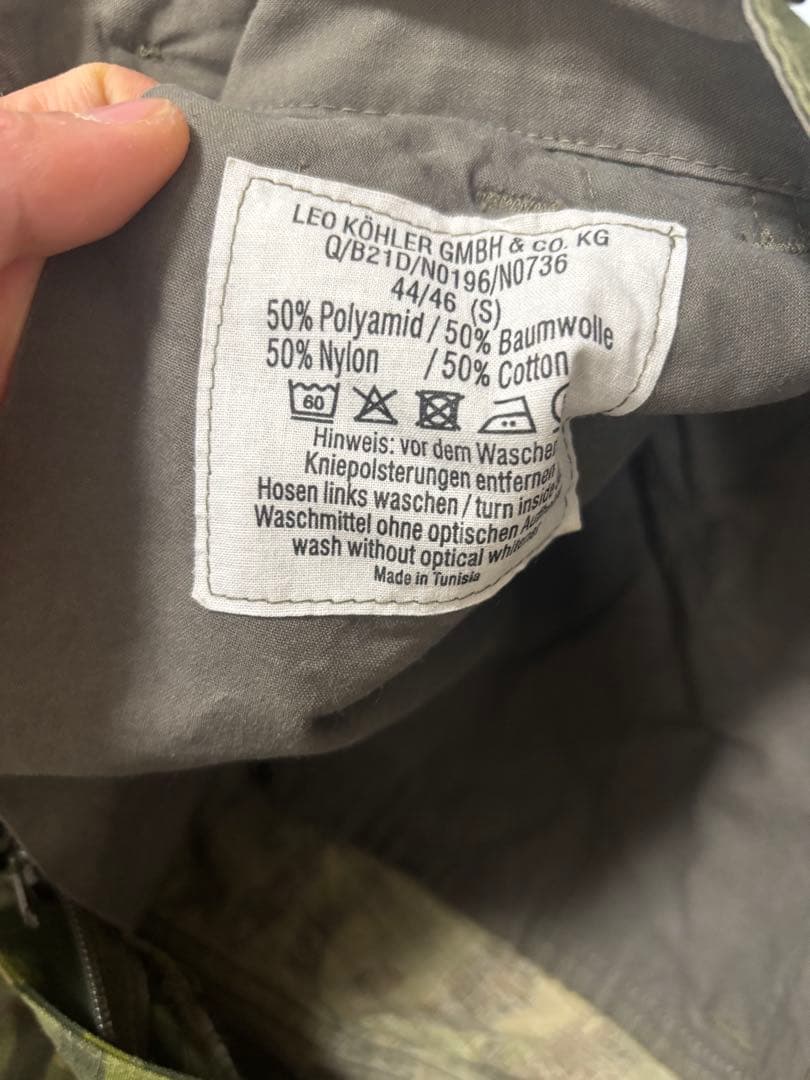 LEO KÖHLER GMBH & CO. KG
Q/B21D/N0196/N0736
44/46 (S)
50% Polyamid / 50% Baumwolle
50% Nylon / 50% Cotton
60
Hinweis: vor dem Waschen
Kniepolsterungen entfernen
Hosen links waschen / turn inside
Waschmittel ohne optischen
wash without optical whitener
Made in Tunisia